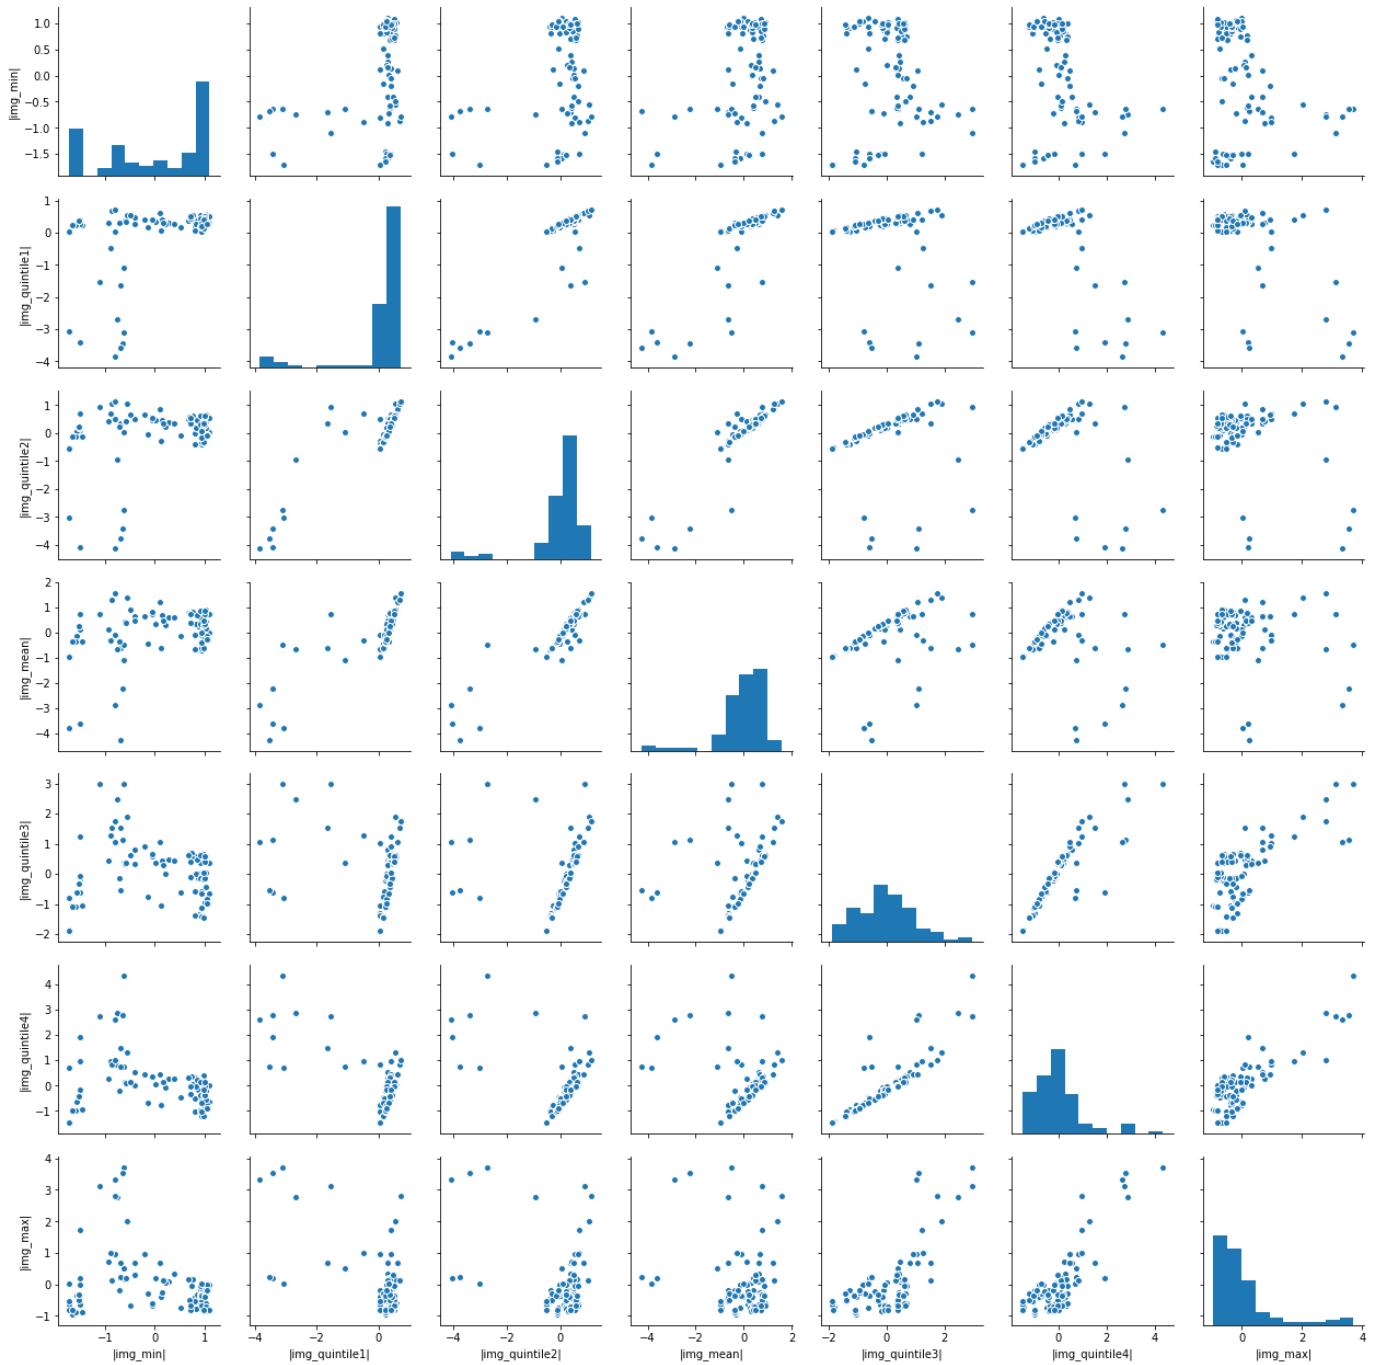 1.0
0.5
0.0
−0.5
−1.0
−1.5
|img_min|
1
0
−1
−2
−3
−4
|img_quintile1|
1
0
−1
−2
−3
−4
|img_quintile2|
2
1
0
−1
−2
−3
−4
|img_mean|
3
2
1
0
−1
−2
|img_quintile3|
4
3
2
1
0
−1
|img_quintile4|
4
3
2
1
0
−1
|img_max|
−1 0 1
|img_min|
−4 −2 0
|img_quintile1|
−4 −2 0
|img_quintile2|
−4 −2 0 2
|img_mean|
−2 0 2
|img_quintile3|
0 2 4
|img_quintile4|
0 2 4
|img_max|